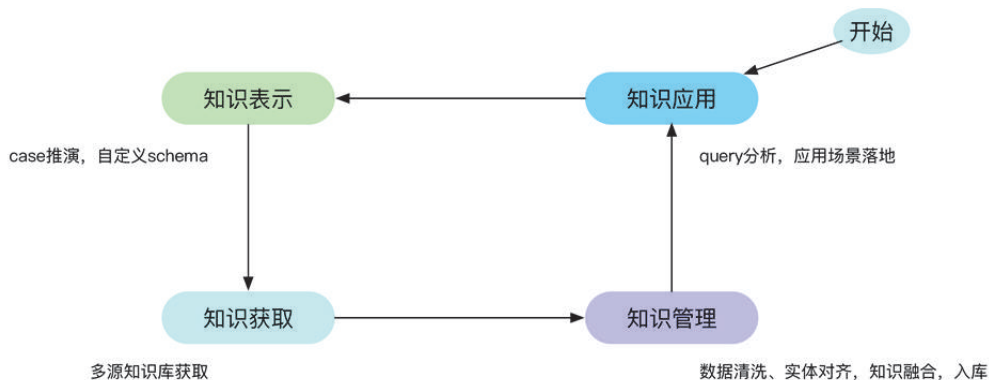 开始
知识表示
知识应用
case推演，自定义schema
query分析，应用场景落地
知识获取
知识管理
多源知识库获取
数据清洗、实体对齐，知识融合，入库